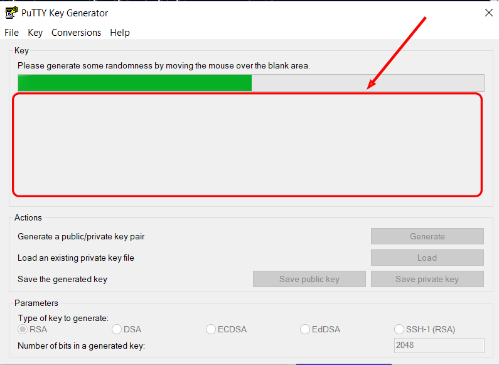 PuTTY Key Generator
File Key Conversions Help
Key
Please generate some randomness by moving the mouse over the blank area.
Actions
Generate a public/private key pair
Generate
Load an existing private key file
Load
Save the generated key
Save public key
Save private key
Parameters
Type of key to generate:
RSA
DSA
ECDSA
EdDSA
SSH-1 (RSA)
Number of bits in a generated key:
2048